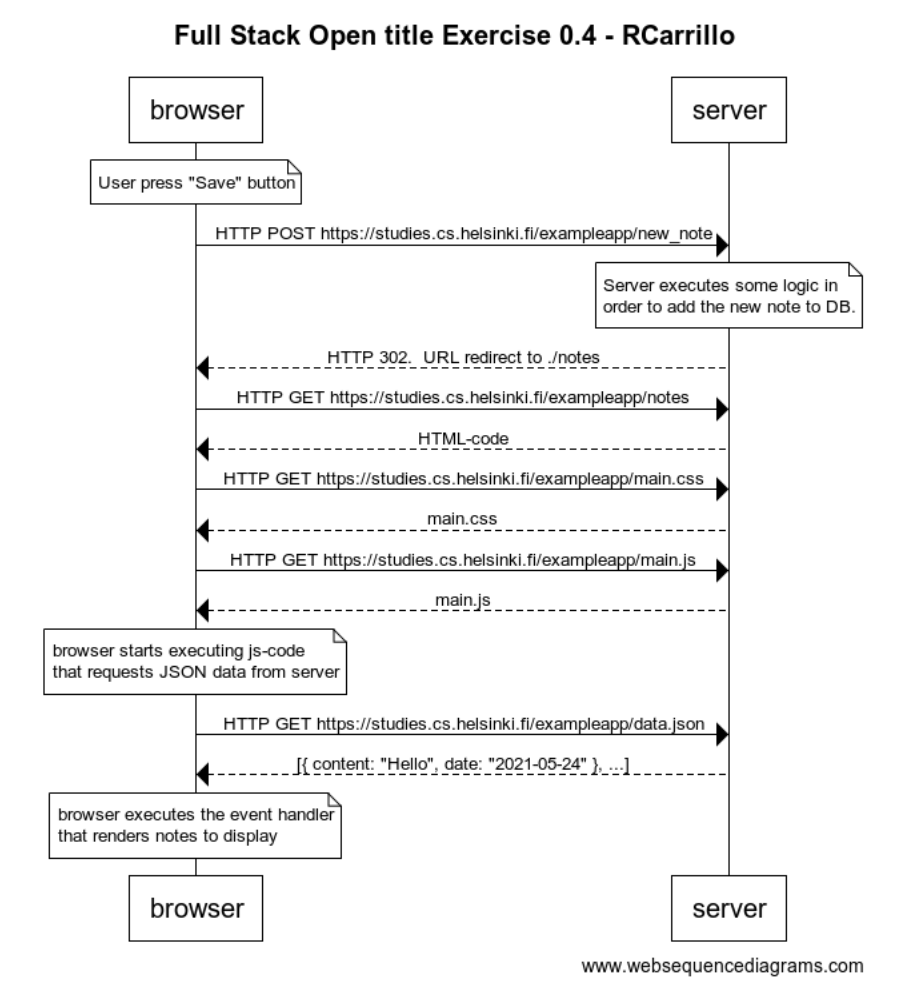 Full Stack Open title Exercise 0.4 - RCarrillo
browser
server
User press "Save" button
HTTP POST https://studies.cs.helsinki.fi/exampleapp/new_note
Server executes some logic in
order to add the new note to DB.
HTTP 302.  URL redirect to ./notes
HTTP GET https://studies.cs.helsinki.fi/exampleapp/notes
HTML-code
HTTP GET https://studies.cs.helsinki.fi/exampleapp/main.css
main.css
HTTP GET https://studies.cs.helsinki.fi/exampleapp/main.js
main.js
browser starts executing js-code
that requests JSON data from server
HTTP GET https://studies.cs.helsinki.fi/exampleapp/data.json
[{ content: "Hello", date: "2021-05-24" }, ...]
browser executes the event handler
that renders notes to display
browser
server
www.websequencediagrams.com